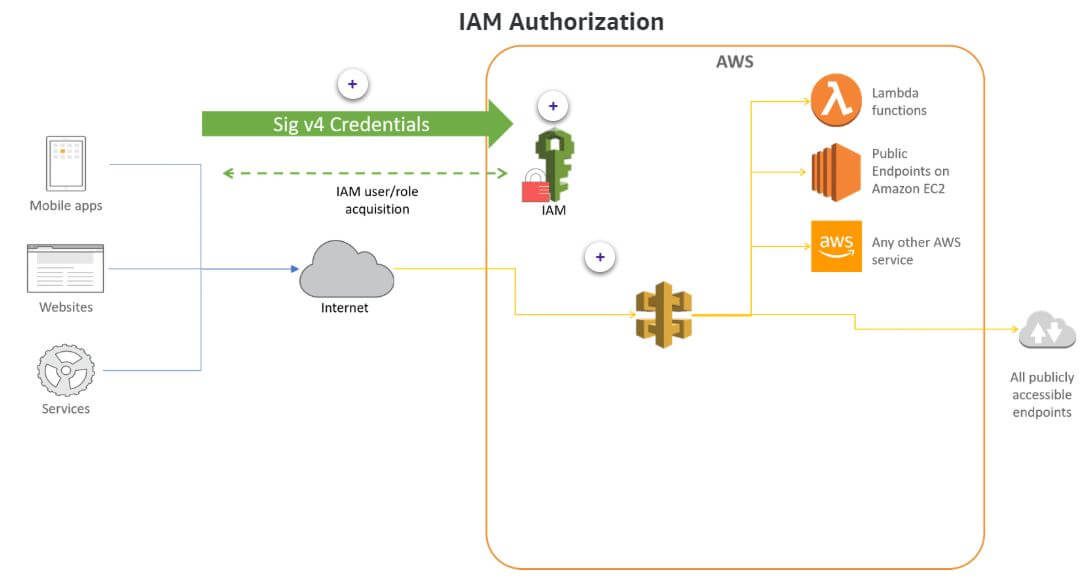 IAM Authorization
AWS
+
+
Sig v4 Credentials
Lambda
functions
Mobile apps
IAM user/role
acquisition
IAM
Public
Endpoints on
Amazon EC2
+
aws
Any other AWS
service
Websites
Internet
Services
All publicly
accessible
endpoints